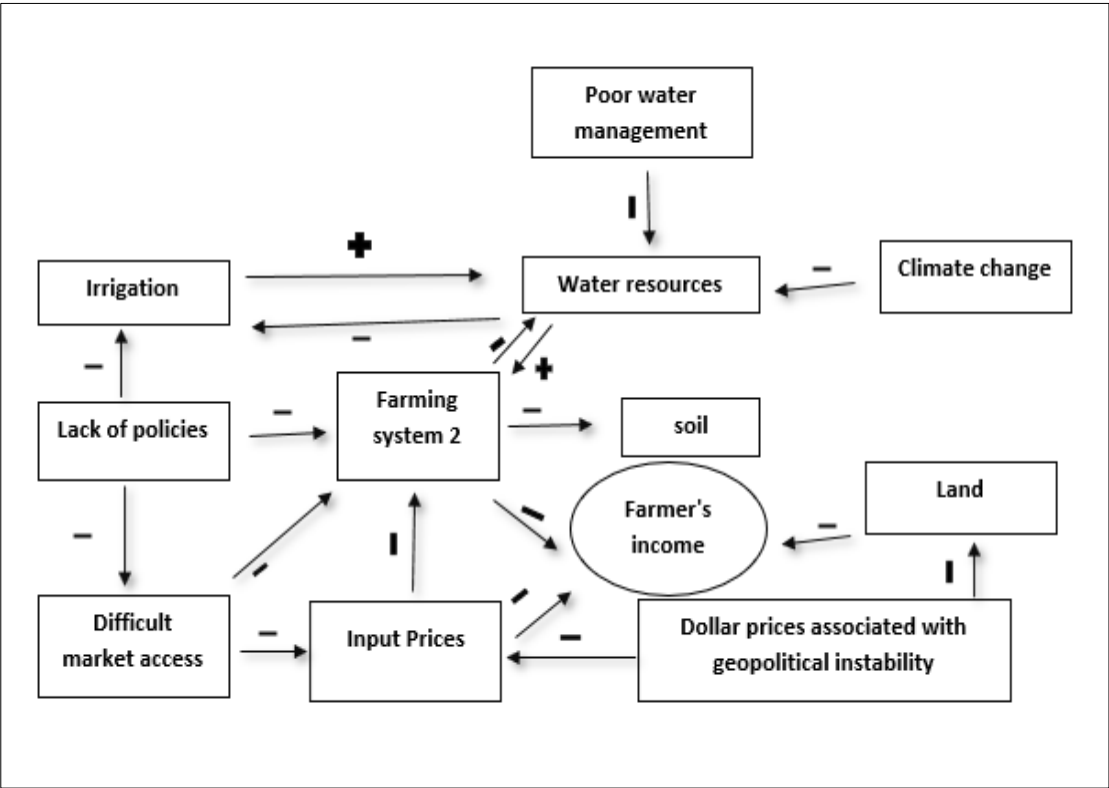 Poor water
management
+
Irrigation
Water resources
–
Climate change
–
–
+
–
Lack of policies
–
Farming
system 2
–
soil
–
Farmer's
income
–
Land
–
–
–
–
–
–
Difficult
market access
–
Input Prices
–
Dollar prices associated with
geopolitical instability